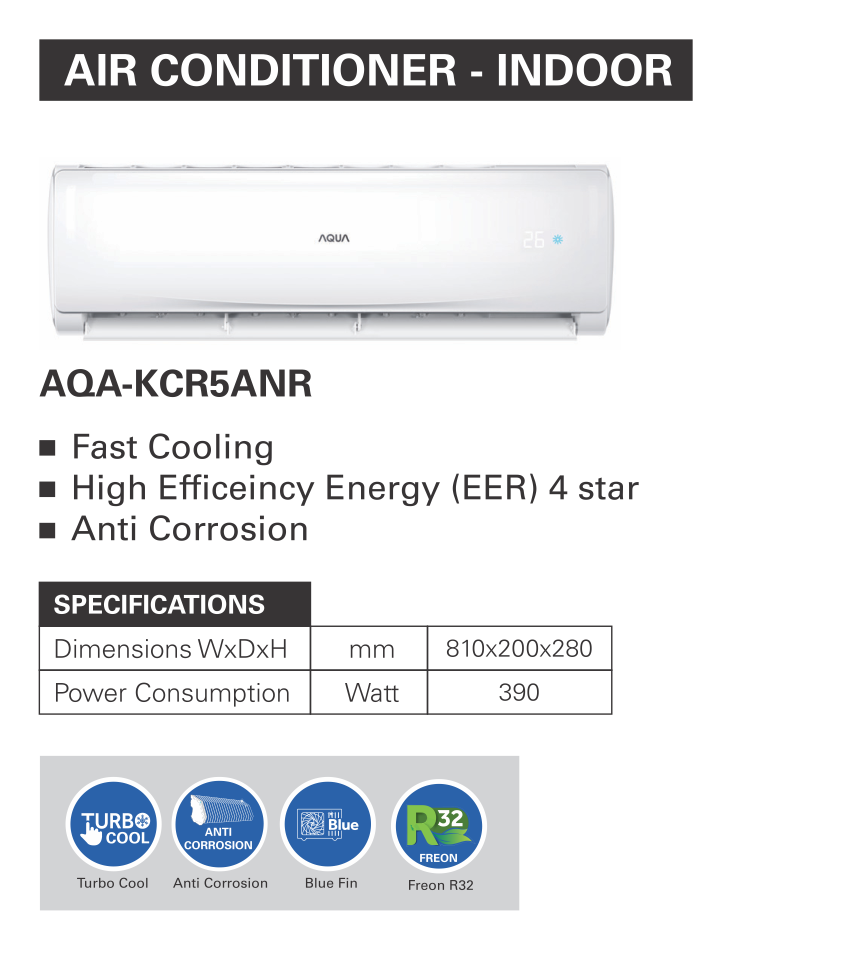 AIR CONDITIONER - INDOOR
AQUA
26
AQA-KCR5ANR
■ Fast Cooling
■ High Efficeincy Energy (EER) 4 star
■ Anti Corrosion
SPECIFICATIONS
Dimensions WxDxH mm 810x200x280
Power Consumption Watt 390
TURBO
COOL
ANTI
CORROSION
Blue
R32
FREON
Turbo Cool Anti Corrosion Blue Fin Freon R32